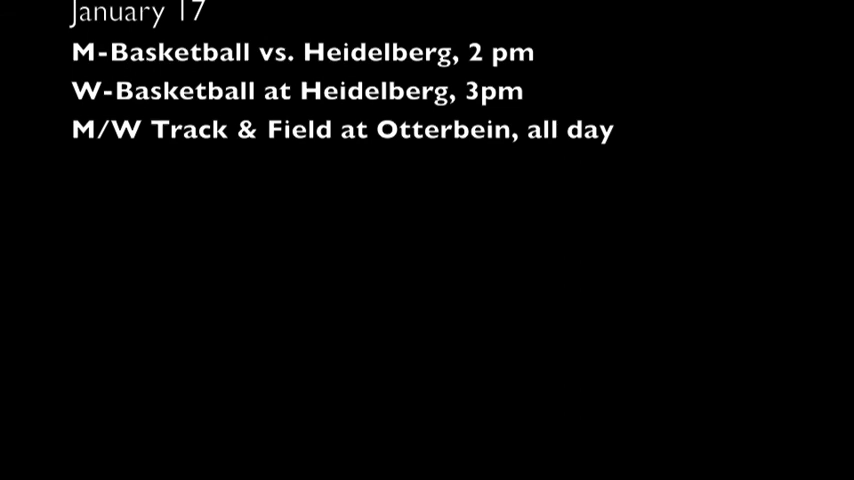 January 17
M-Basketball vs. Heidelberg, 2 pm
W-Basketball at Heidelberg, 3pm
M/W Track & Field at Otterbein, all day